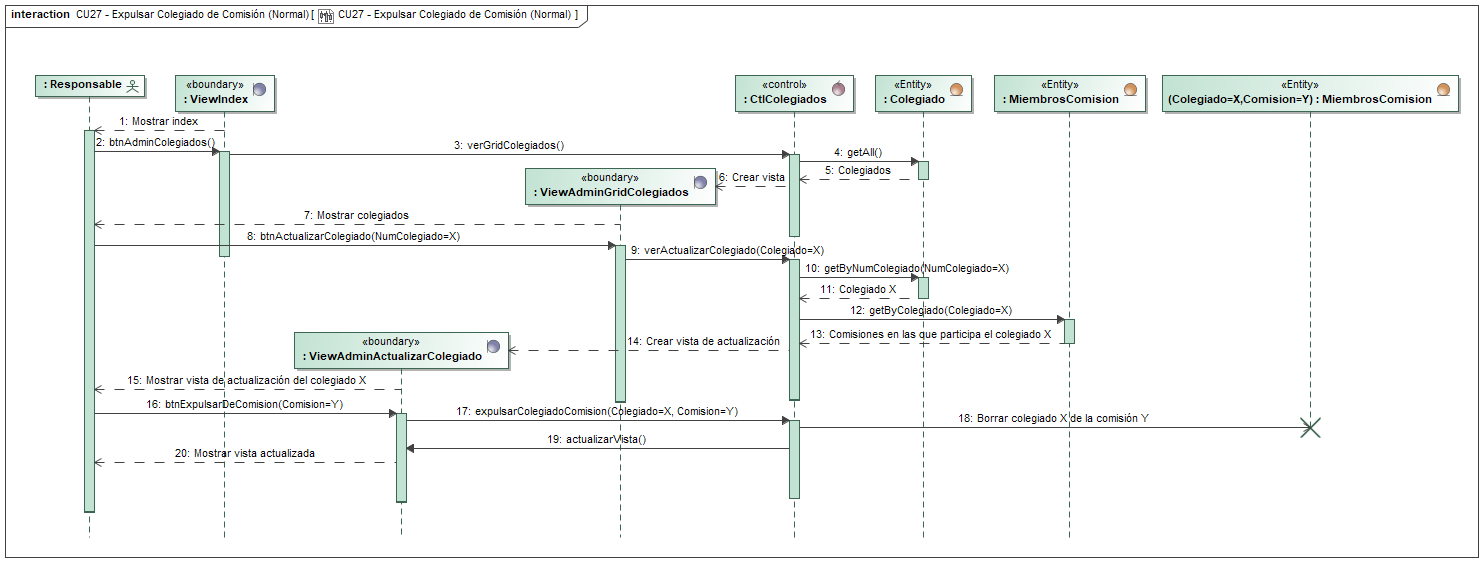 interaction CU27 - Expulsar Colegiado de Comisión (Normal) [ CU27 - Expulsar Colegiado de Comisión (Normal) ]
: Responsable
«boundary»
: ViewIndex
«control»
: CtlColegiados
«Entity»
: Colegiado
«Entity»
: MiembrosComision
«Entity»
(Colegiado=X,Comision=Y) : MiembrosComision
1: Mostrar index
2: btnAdminColegiados()
3: verGridColegiados()
4: getAll()
5: Colegiados
6: Crear vista
«boundary»
: ViewAdminGridColegiados
7: Mostrar colegiados
8: btnActualizarColegiado(NumColegiado=X)
9: verActualizarColegiado(Colegiado=X)
10: getByNumColegiado(NumColegiado=X)
11: Colegiado X
12: getByColegiado(Colegiado=X)
13: Comisiones en las que participa el colegiado X
14: Crear vista de actualización
«boundary»
: ViewAdminActualizarColegiado
15: Mostrar vista de actualización del colegiado X
16: btnExpulsarDeComision(Comision=Y)
17: expulsarColegiadoComision(Colegiado=X, Comision=Y)
18: Borrar colegiado X de la comisión Y
19: actualizarVista()
20: Mostrar vista actualizada